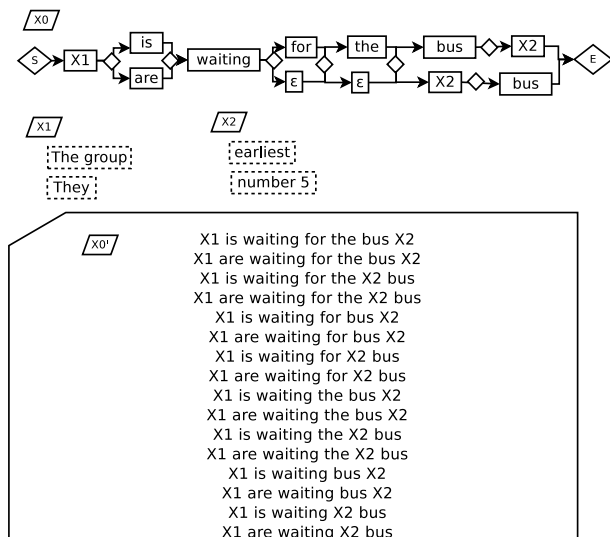 X0
S X1 is are waiting for ε the ε bus X2 X2 bus E
X1
The group
They
X2
earliest
number 5
X0'
X1 is waiting for the bus X2
X1 are waiting for the bus X2
X1 is waiting for the X2 bus
X1 are waiting for the X2 bus
X1 is waiting for bus X2
X1 are waiting for bus X2
X1 is waiting for X2 bus
X1 are waiting for X2 bus
X1 is waiting the bus X2
X1 are waiting the bus X2
X1 is waiting the X2 bus
X1 are waiting the X2 bus
X1 is waiting bus X2
X1 are waiting bus X2
X1 is waiting X2 bus
X1 are waiting X2 bus